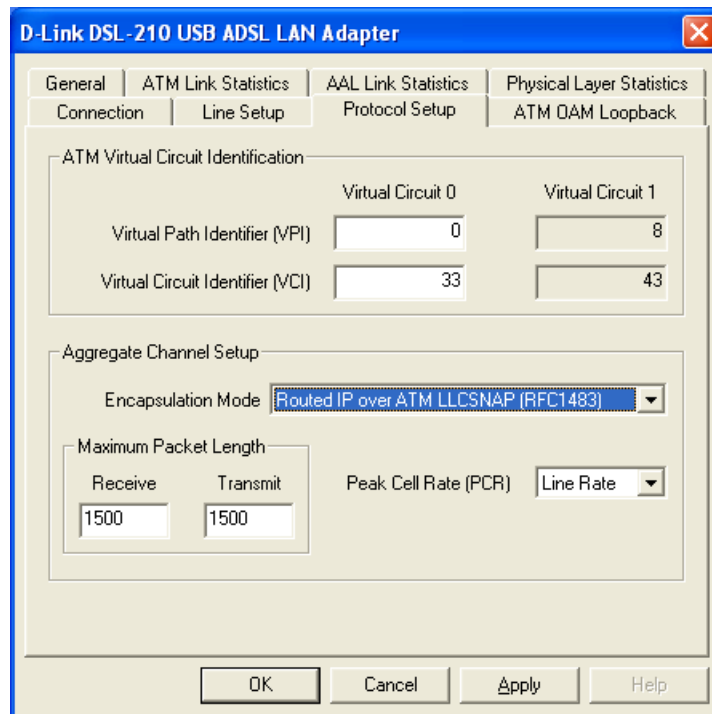 D-Link DSL-210 USB ADSL LAN Adapter
General ATM Link Statistics AAL Link Statistics Physical Layer Statistics
Connection Line Setup Protocol Setup ATM OAM Loopback
ATM Virtual Circuit Identification
Virtual Circuit 0 Virtual Circuit 1
Virtual Path Identifier (VPI) 0 8
Virtual Circuit Identifier (VCI) 33 43
Aggregate Channel Setup
Encapsulation Mode Routed IP over ATM LLCSNAP (RFC1483)
Maximum Packet Length
Receive Transmit Peak Cell Rate (PCR) Line Rate
1500 1500
OK Cancel Apply Help